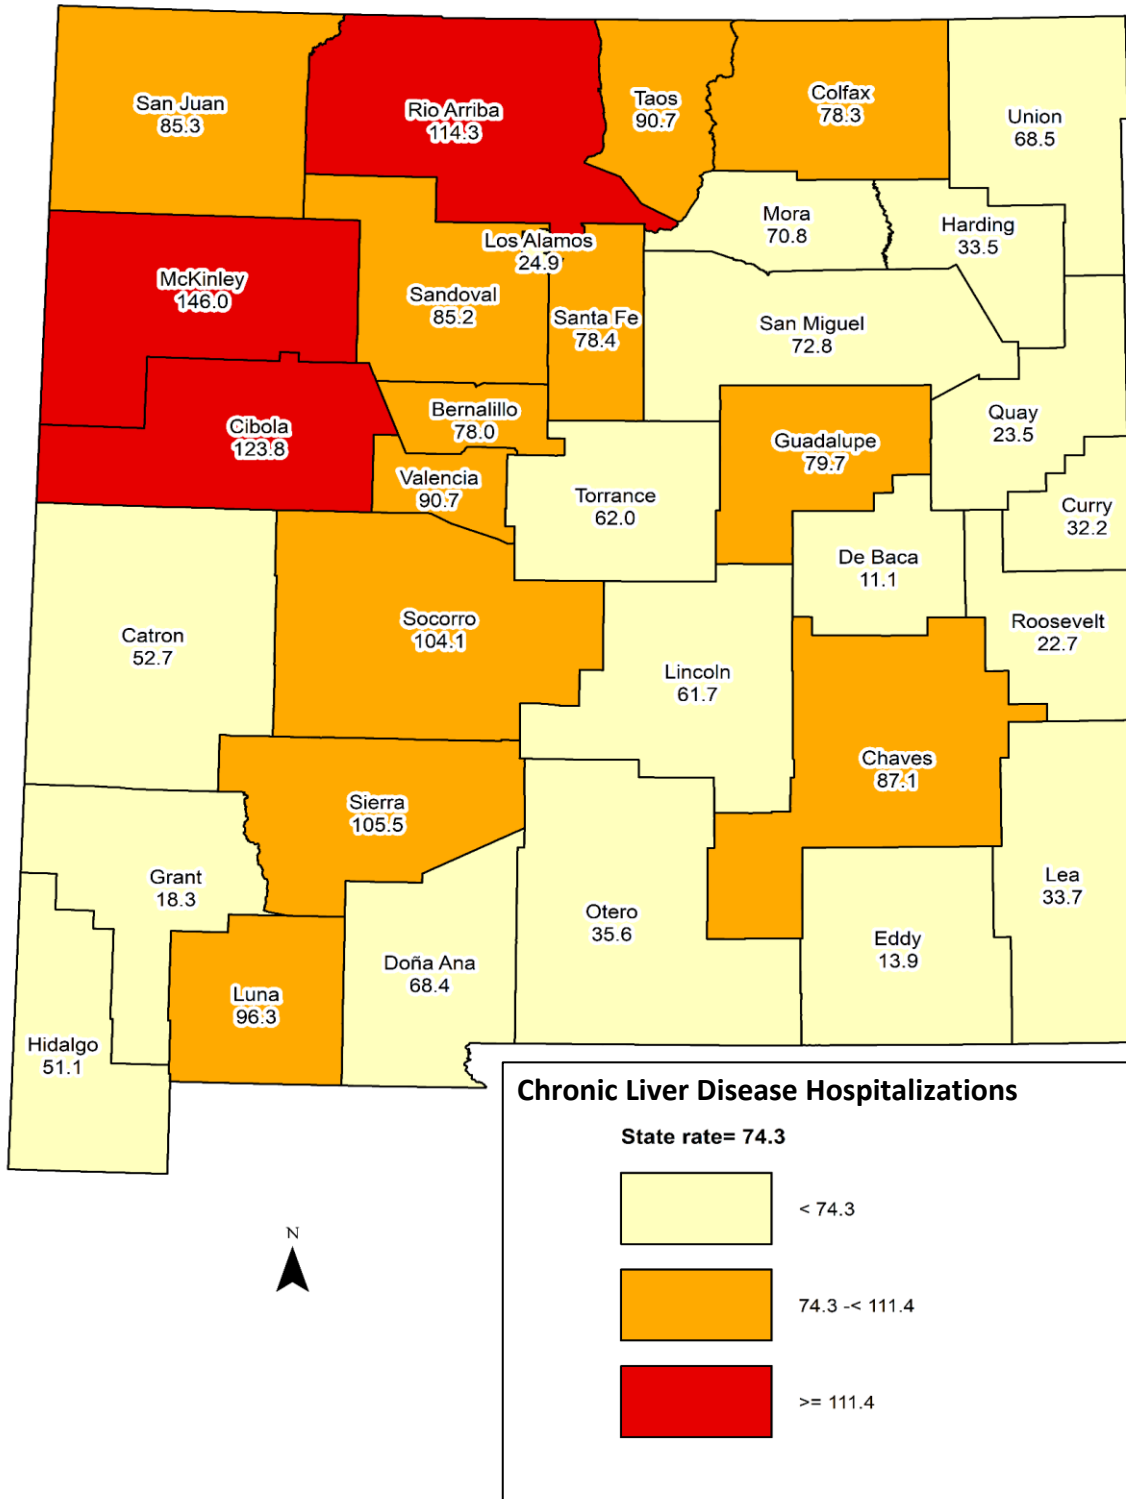 San Juan
85.3
Rio Arriba
114.3
Taos
90.7
Colfax
78.3
Union
68.5
Mora
70.8
Harding
33.5
Los Alamos
24.9
McKinley
146.0
Sandoval
85.2
Santa Fe
78.4
San Miguel
72.8
Bernalillo
78.0
Cibola
123.8
Guadalupe
79.7
Quay
23.5
Valencia
90.7
Torrance
62.0
Curry
32.2
De Baca
11.1
Socorro
104.1
Roosevelt
22.7
Catron
52.7
Lincoln
61.7
Chaves
87.1
Sierra
105.5
Grant
18.3
Lea
33.7
Otero
35.6
Eddy
13.9
Doña Ana
68.4
Luna
96.3
Hidalgo
51.1
Chronic Liver Disease Hospitalizations
State rate= 74.3
< 74.3
74.3 -< 111.4
>= 111.4
N